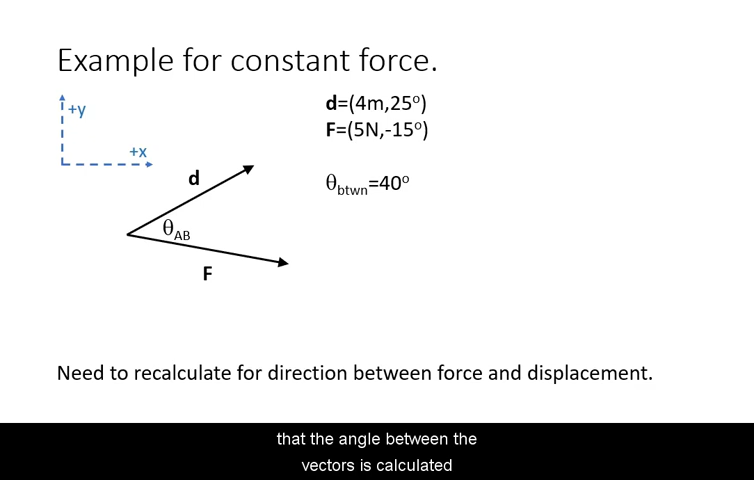 Example for constant force.
+y
+x
d=(4m,25°)
F=(5N,-15°)
d
θbtwn=40°
θAB
F
Need to recalculate for direction between force and displacement.
that the angle between the
vectors is calculated